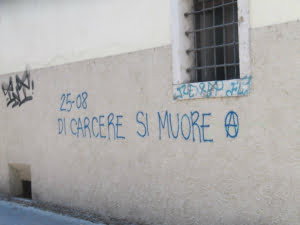 25-08
DI CARCERE SI MUORE Ⓐ